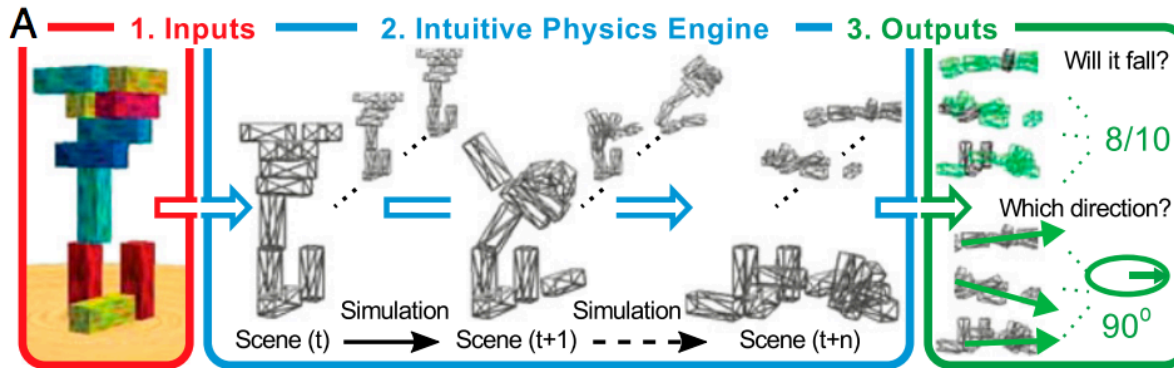 A
1. Inputs
2. Intuitive Physics Engine
3. Outputs
Will it fall?
8/10
Which direction?
90°
Simulation
Simulation
Scene (t)
Scene (t+1)
Scene (t+n)